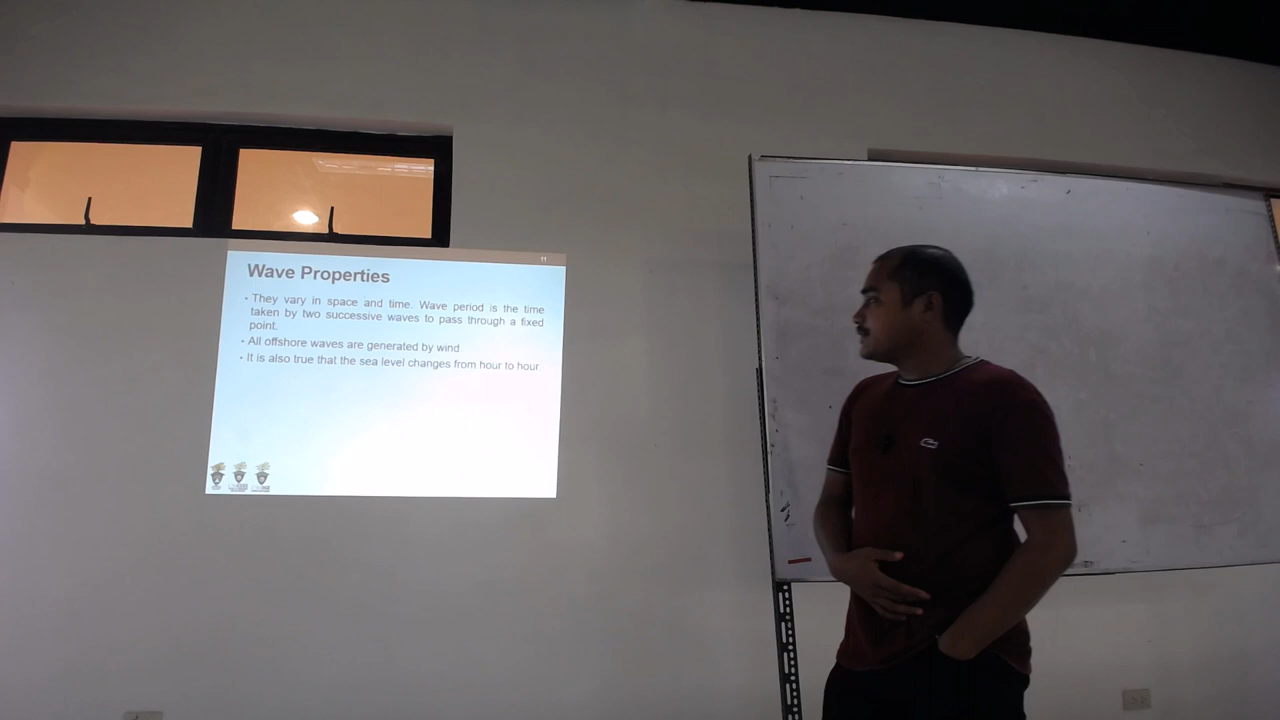 11
Wave Properties
• They vary in space and time. Wave period is the time
taken by two successive waves to pass through a fixed
point.
• All offshore waves are generated by wind
• It is also true that the sea level changes from hour to hour